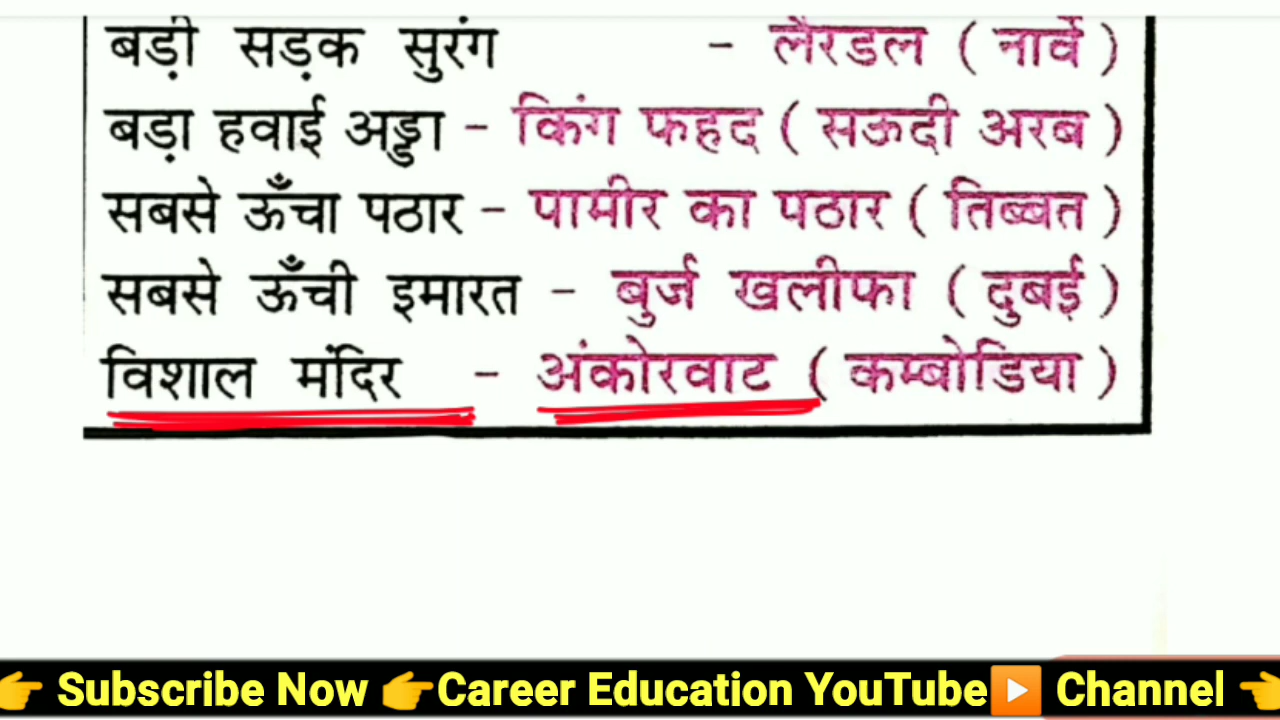 बड़ी सड़क सुरंग - लैरडल ( नार्वे )
बड़ा हवाई अड्डा - किंग फहद ( सऊदी अरब )
सबसे ऊँचा पठार - पामीर का पठार ( तिब्बत )
सबसे ऊँची इमारत - बुर्ज खलीफा ( दुबई )
विशाल मंदिर - अंकोरवाट ( कम्बोडिया )
👉 Subscribe Now 👉Career Education YouTube▶️ Channel 👈